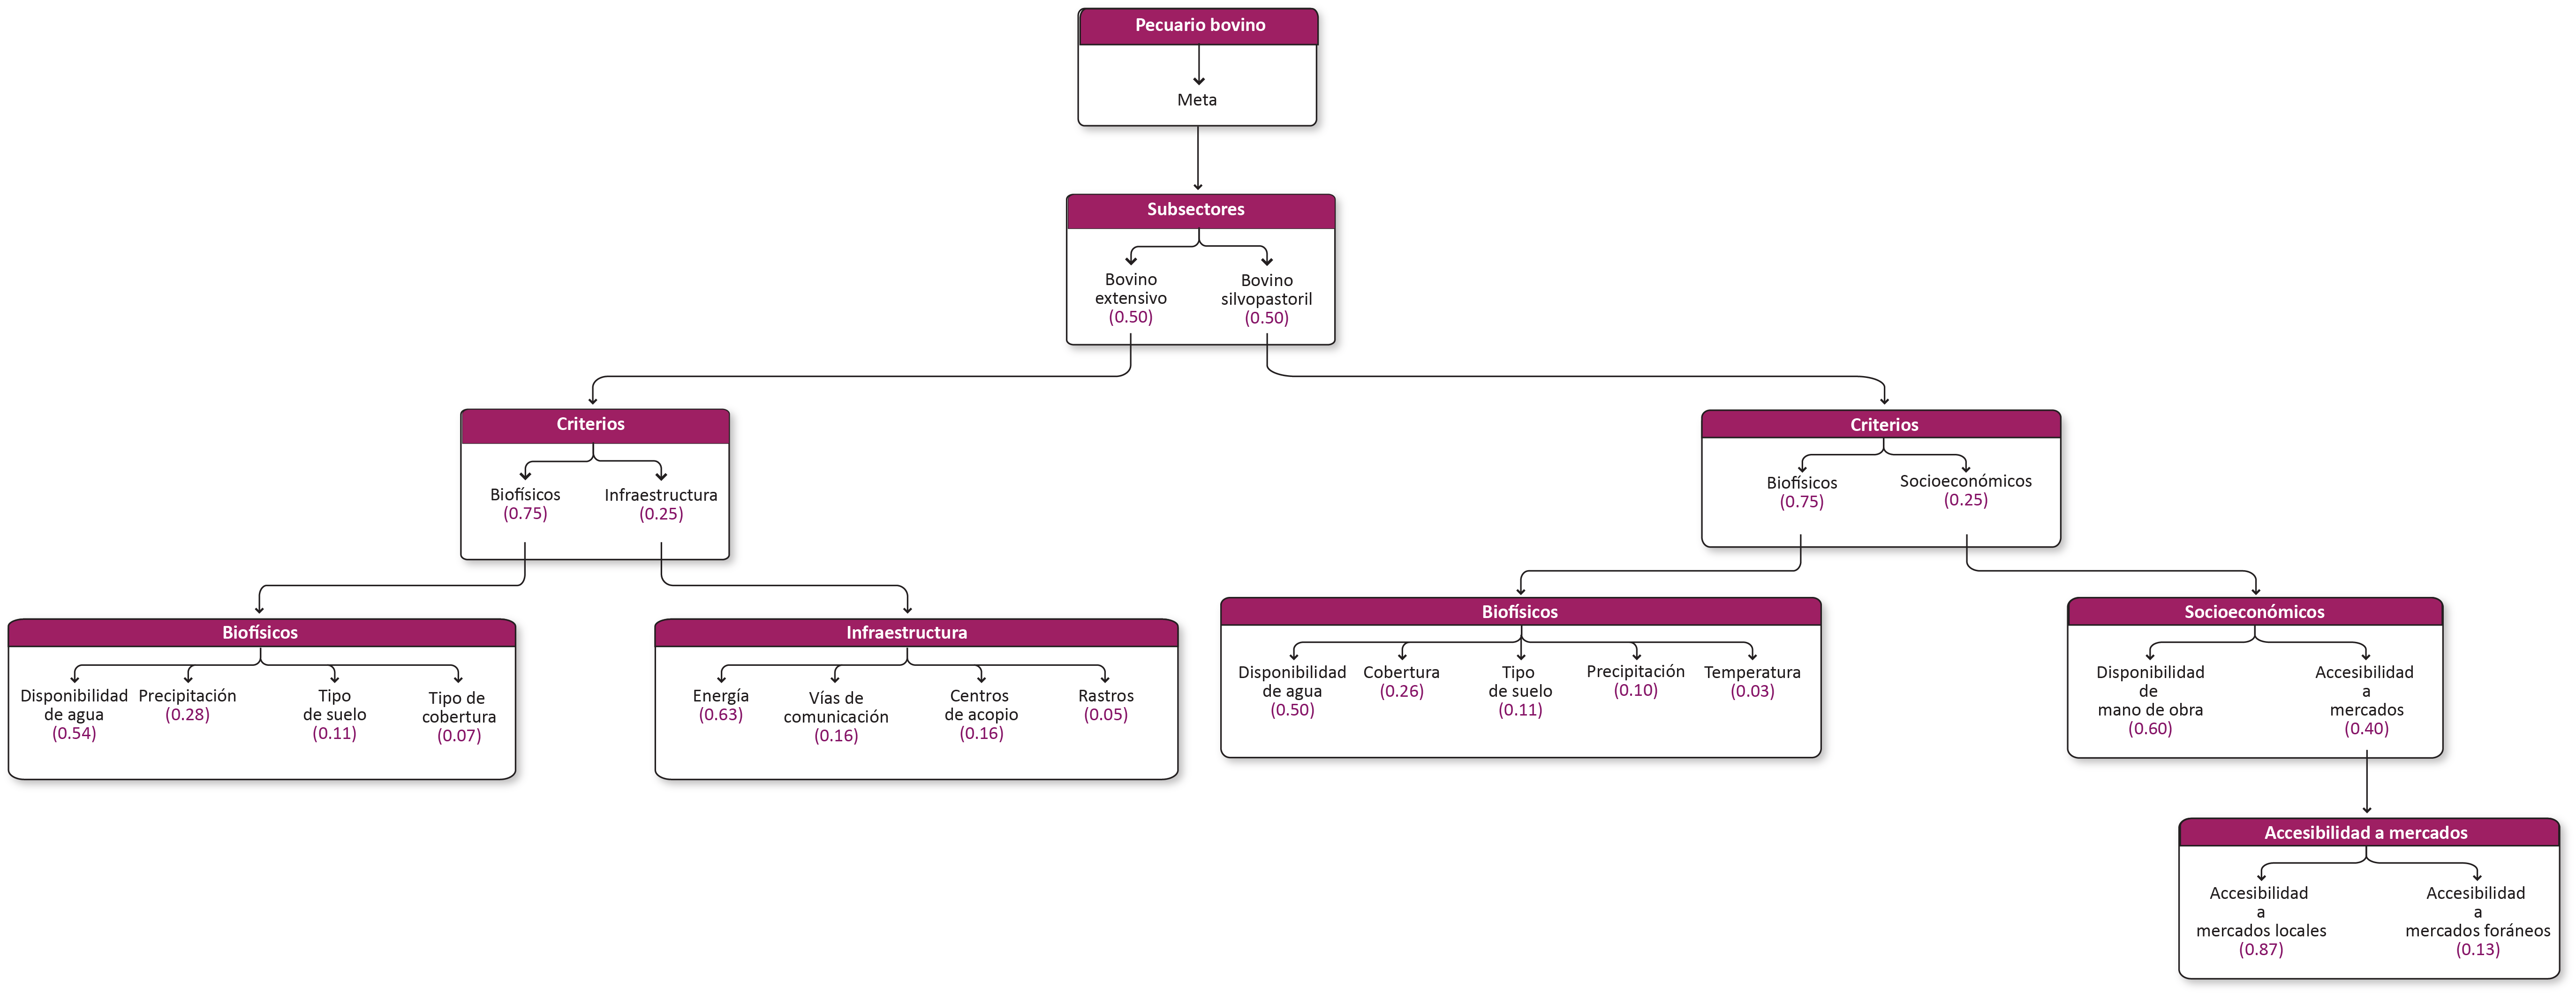 Pecuario bovino
Meta
Subsectores
Bovino
extensivo
(0.50)
Bovino
silvopastoril
(0.50)
Criterios
Biofísicos
(0.75)
Infraestructura
(0.25)
Criterios
Biofísicos
(0.75)
Socioeconómicos
(0.25)
Biofísicos
Disponibilidad
de agua
(0.54)
Precipitación
(0.28)
Tipo
de suelo
(0.11)
Tipo de
cobertura
(0.07)
Infraestructura
Energía
(0.63)
Vías de
comunicación
(0.16)
Centros
de acopio
(0.16)
Rastros
(0.05)
Biofísicos
Disponibilidad
de agua
(0.50)
Cobertura
(0.26)
Tipo
de suelo
(0.11)
Precipitación
(0.10)
Temperatura
(0.03)
Socioeconómicos
Disponibilidad
de
mano de obra
(0.60)
Accesibilidad
a
mercados
(0.40)
Accesibilidad a mercados
Accesibilidad
a
mercados locales
(0.87)
Accesibilidad
a
mercados foráneos
(0.13)